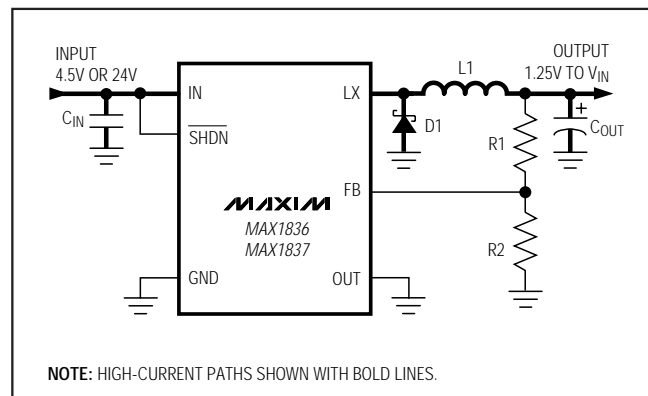 INPUT
4.5V OR 24V
OUTPUT
1.25V TO VIN
L1
IN
LX
CIN
SHDN
D1
+
COUT
R1
FB
MAXIM
MAX1836
MAX1837
R2
GND
OUT
NOTE: HIGH-CURRENT PATHS SHOWN WITH BOLD LINES.